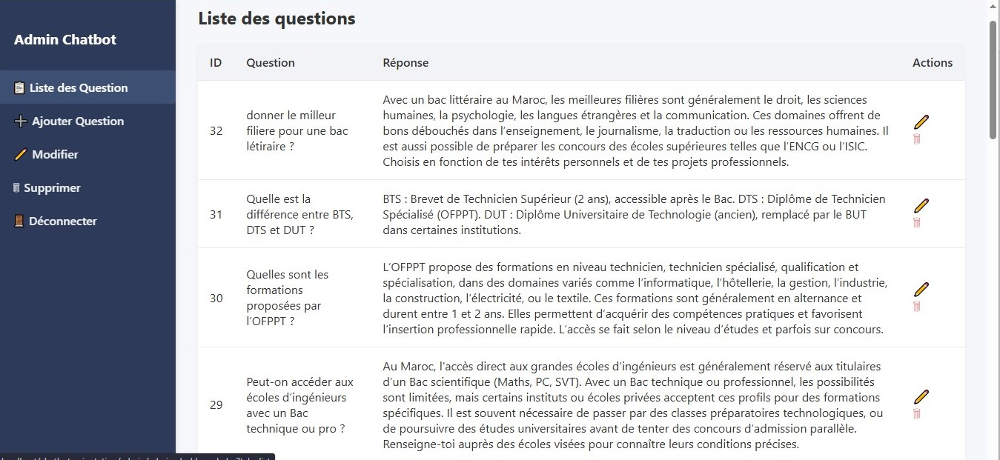 Admin Chatbot
Liste des Question
Ajouter Question
Modifier
Supprimer
Déconnecter
Liste des questions
ID Question Réponse Actions
32
donner le milleur
filiere pour une bac
létiraire ?
Avec un bac littéraire au Maroc, les meilleures filières sont généralement le droit, les sciences
humaines, la psychologie, les langues étrangères et la communication. Ces domaines offrent de
bons débouchés dans l’enseignement, le journalisme, la traduction ou les ressources humaines. Il
est aussi possible de préparer les concours des écoles supérieures telles que l’ENCG ou l’ISIC.
Choisis en fonction de tes intérêts personnels et de tes projets professionnels.
31
Quelle est la
différence entre BTS,
DTS et DUT ?
BTS : Brevet de Technicien Supérieur (2 ans), accessible après le Bac. DTS : Diplôme de Technicien
Spécialisé (OFPPT). DUT : Diplôme Universitaire de Technologie (ancien), remplacé par le BUT
dans certaines institutions.
30
Quelles sont les
formations
proposées par
l’OFPPT ?
L’OFPPT propose des formations en niveau technicien, technicien spécialisé, qualification et
spécialisation, dans des domaines variés comme l’informatique, l’hôtellerie, la gestion, l’industrie,
la construction, l’électricité, ou le textile. Ces formations sont généralement en alternance et
durent entre 1 et 2 ans. Elles permettent d’acquérir des compétences pratiques et favorisent
l’insertion professionnelle rapide. L’accès se fait selon le niveau d’études et parfois sur concours.
29
Peut-on accéder aux
écoles d’ingénieurs
avec un Bac
technique ou pro ?
Au Maroc, l'accès direct aux grandes écoles d’ingénieurs est généralement réservé aux titulaires
d’un Bac scientifique (Maths, PC, SVT). Avec un Bac technique ou professionnel, les possibilités
sont limitées, mais certains instituts ou écoles privées acceptent ces profils pour des formations
spécifiques. Il est souvent nécessaire de passer par des classes préparatoires technologiques, ou
de poursuivre des études universitaires avant de tenter des concours d’admission parallèle.
Renseigne-toi auprès des écoles visées pour connaître leurs conditions précises.